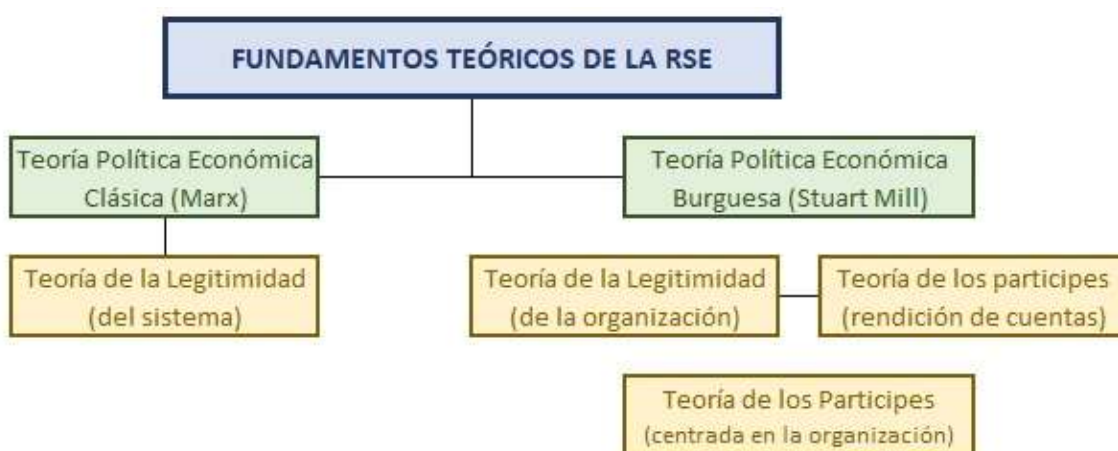 FUNDAMENTOS TEÓRICOS DE LA RSE
Teoría Política Económica
Clásica (Marx)
Teoría Política Económica
Burguesa (Stuart Mill)
Teoría de la Legitimidad
(del sistema)
Teoría de la Legitimidad
(de la organización)
Teoría de los participes
(rendición de cuentas)
Teoría de los Participes
(centrada en la organización)